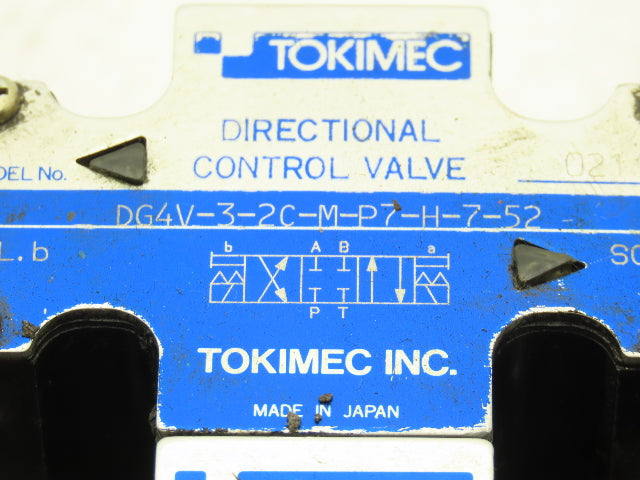 TOKIMEC
DIRECTIONAL
CONTROL VALVE
DEL No.
021
DG4V-3-2C-M-P7-H-7-52
L.b
b A B a
SO
P T
TOKIMEC INC.
MADE IN JAPAN